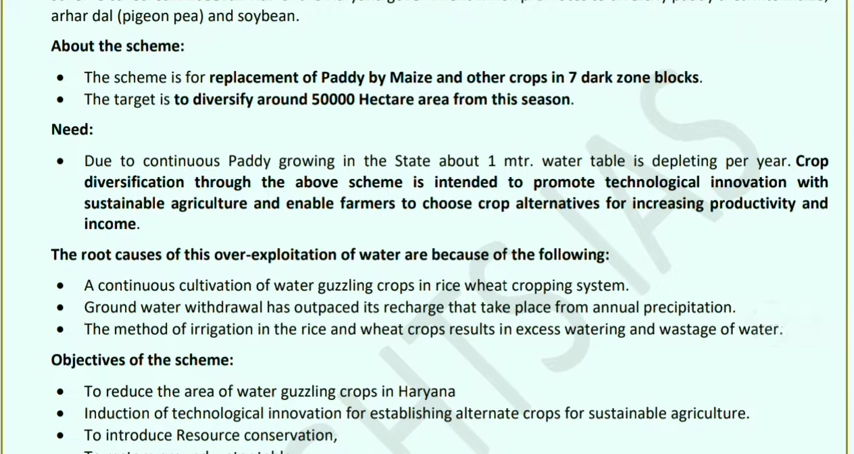 arhar dal (pigeon pea) and soybean.
About the scheme:
• The scheme is for replacement of Paddy by Maize and other crops in 7 dark zone blocks.
• The target is to diversify around 50000 Hectare area from this season.
Need:
• Due to continuous Paddy growing in the State about 1 mtr. water table is depleting per year. Crop
diversification through the above scheme is intended to promote technological innovation with
sustainable agriculture and enable farmers to choose crop alternatives for increasing productivity and
income.
The root causes of this over-exploitation of water are because of the following:
• A continuous cultivation of water guzzling crops in rice wheat cropping system.
• Ground water withdrawal has outpaced its recharge that take place from annual precipitation.
• The method of irrigation in the rice and wheat crops results in excess watering and wastage of water.
Objectives of the scheme:
• To reduce the area of water guzzling crops in Haryana
• Induction of technological innovation for establishing alternate crops for sustainable agriculture.
• To introduce Resource conservation,
GHTS IAS